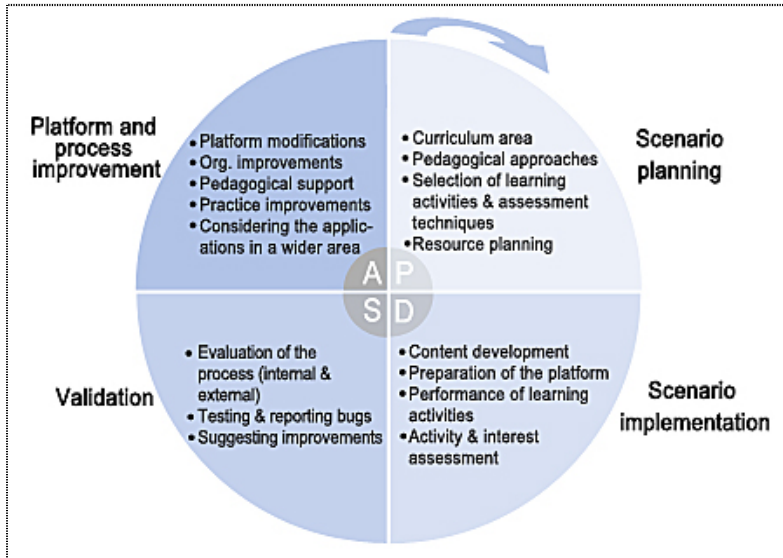 Platform and
process
improvement
• Platform modifications
• Org. improvements
• Pedagogical support
• Practice improvements
• Considering the applic-
ations in a wider area
• Curriculum area
• Pedagogical approaches
• Selection of learning
activities & assessment
techniques
• Resource planning
Scenario
planning
A P
S D
Validation
• Evaluation of the
process (internal &
external)
• Testing & reporting bugs
• Suggesting improvements
• Content development
• Preparation of the platform
• Performance of learning
activities
• Activity & interest
assessment
Scenario
implementation